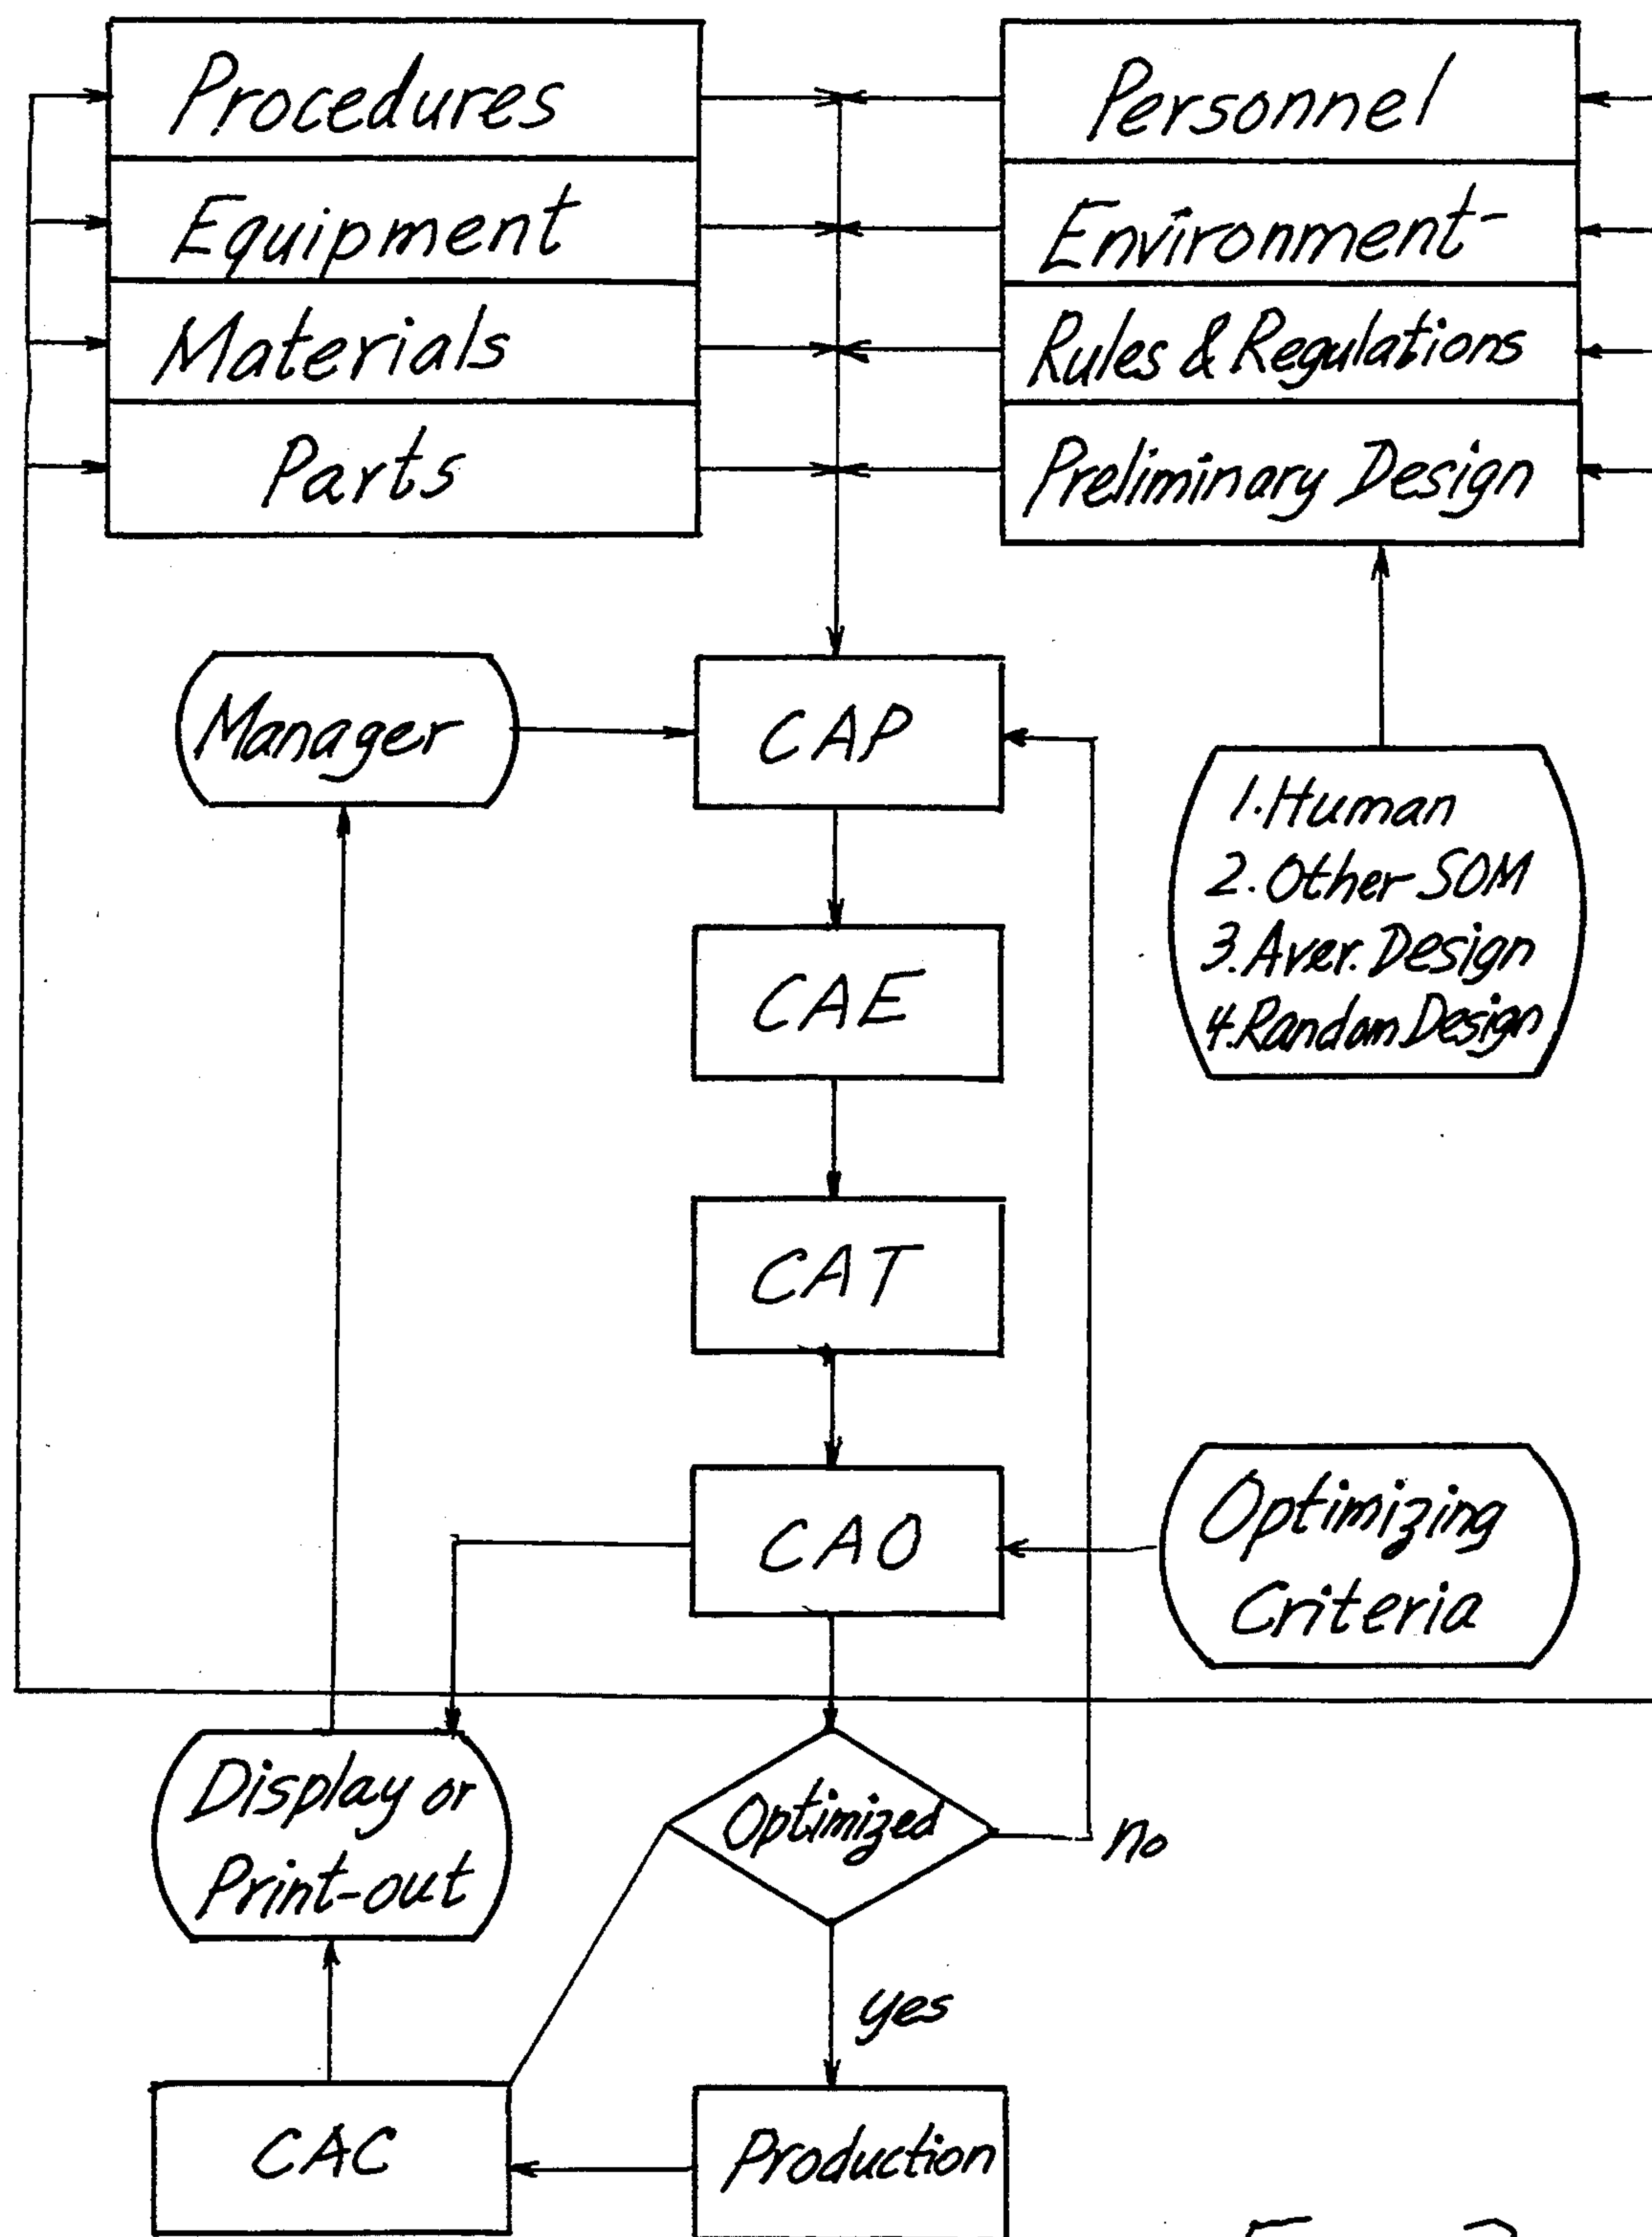 Procedures
Equipment
Materials
Parts
Personnel
Environment
Rules & Regulations
Preliminary Design
Manager
CAP
1. Human
2. Other SOM
3. Aver. Design
4. Random Design
CAE
CAT
CAO
Optimizing
Criteria
Display or
Print-out
Optimized
no
yes
CAC
Production